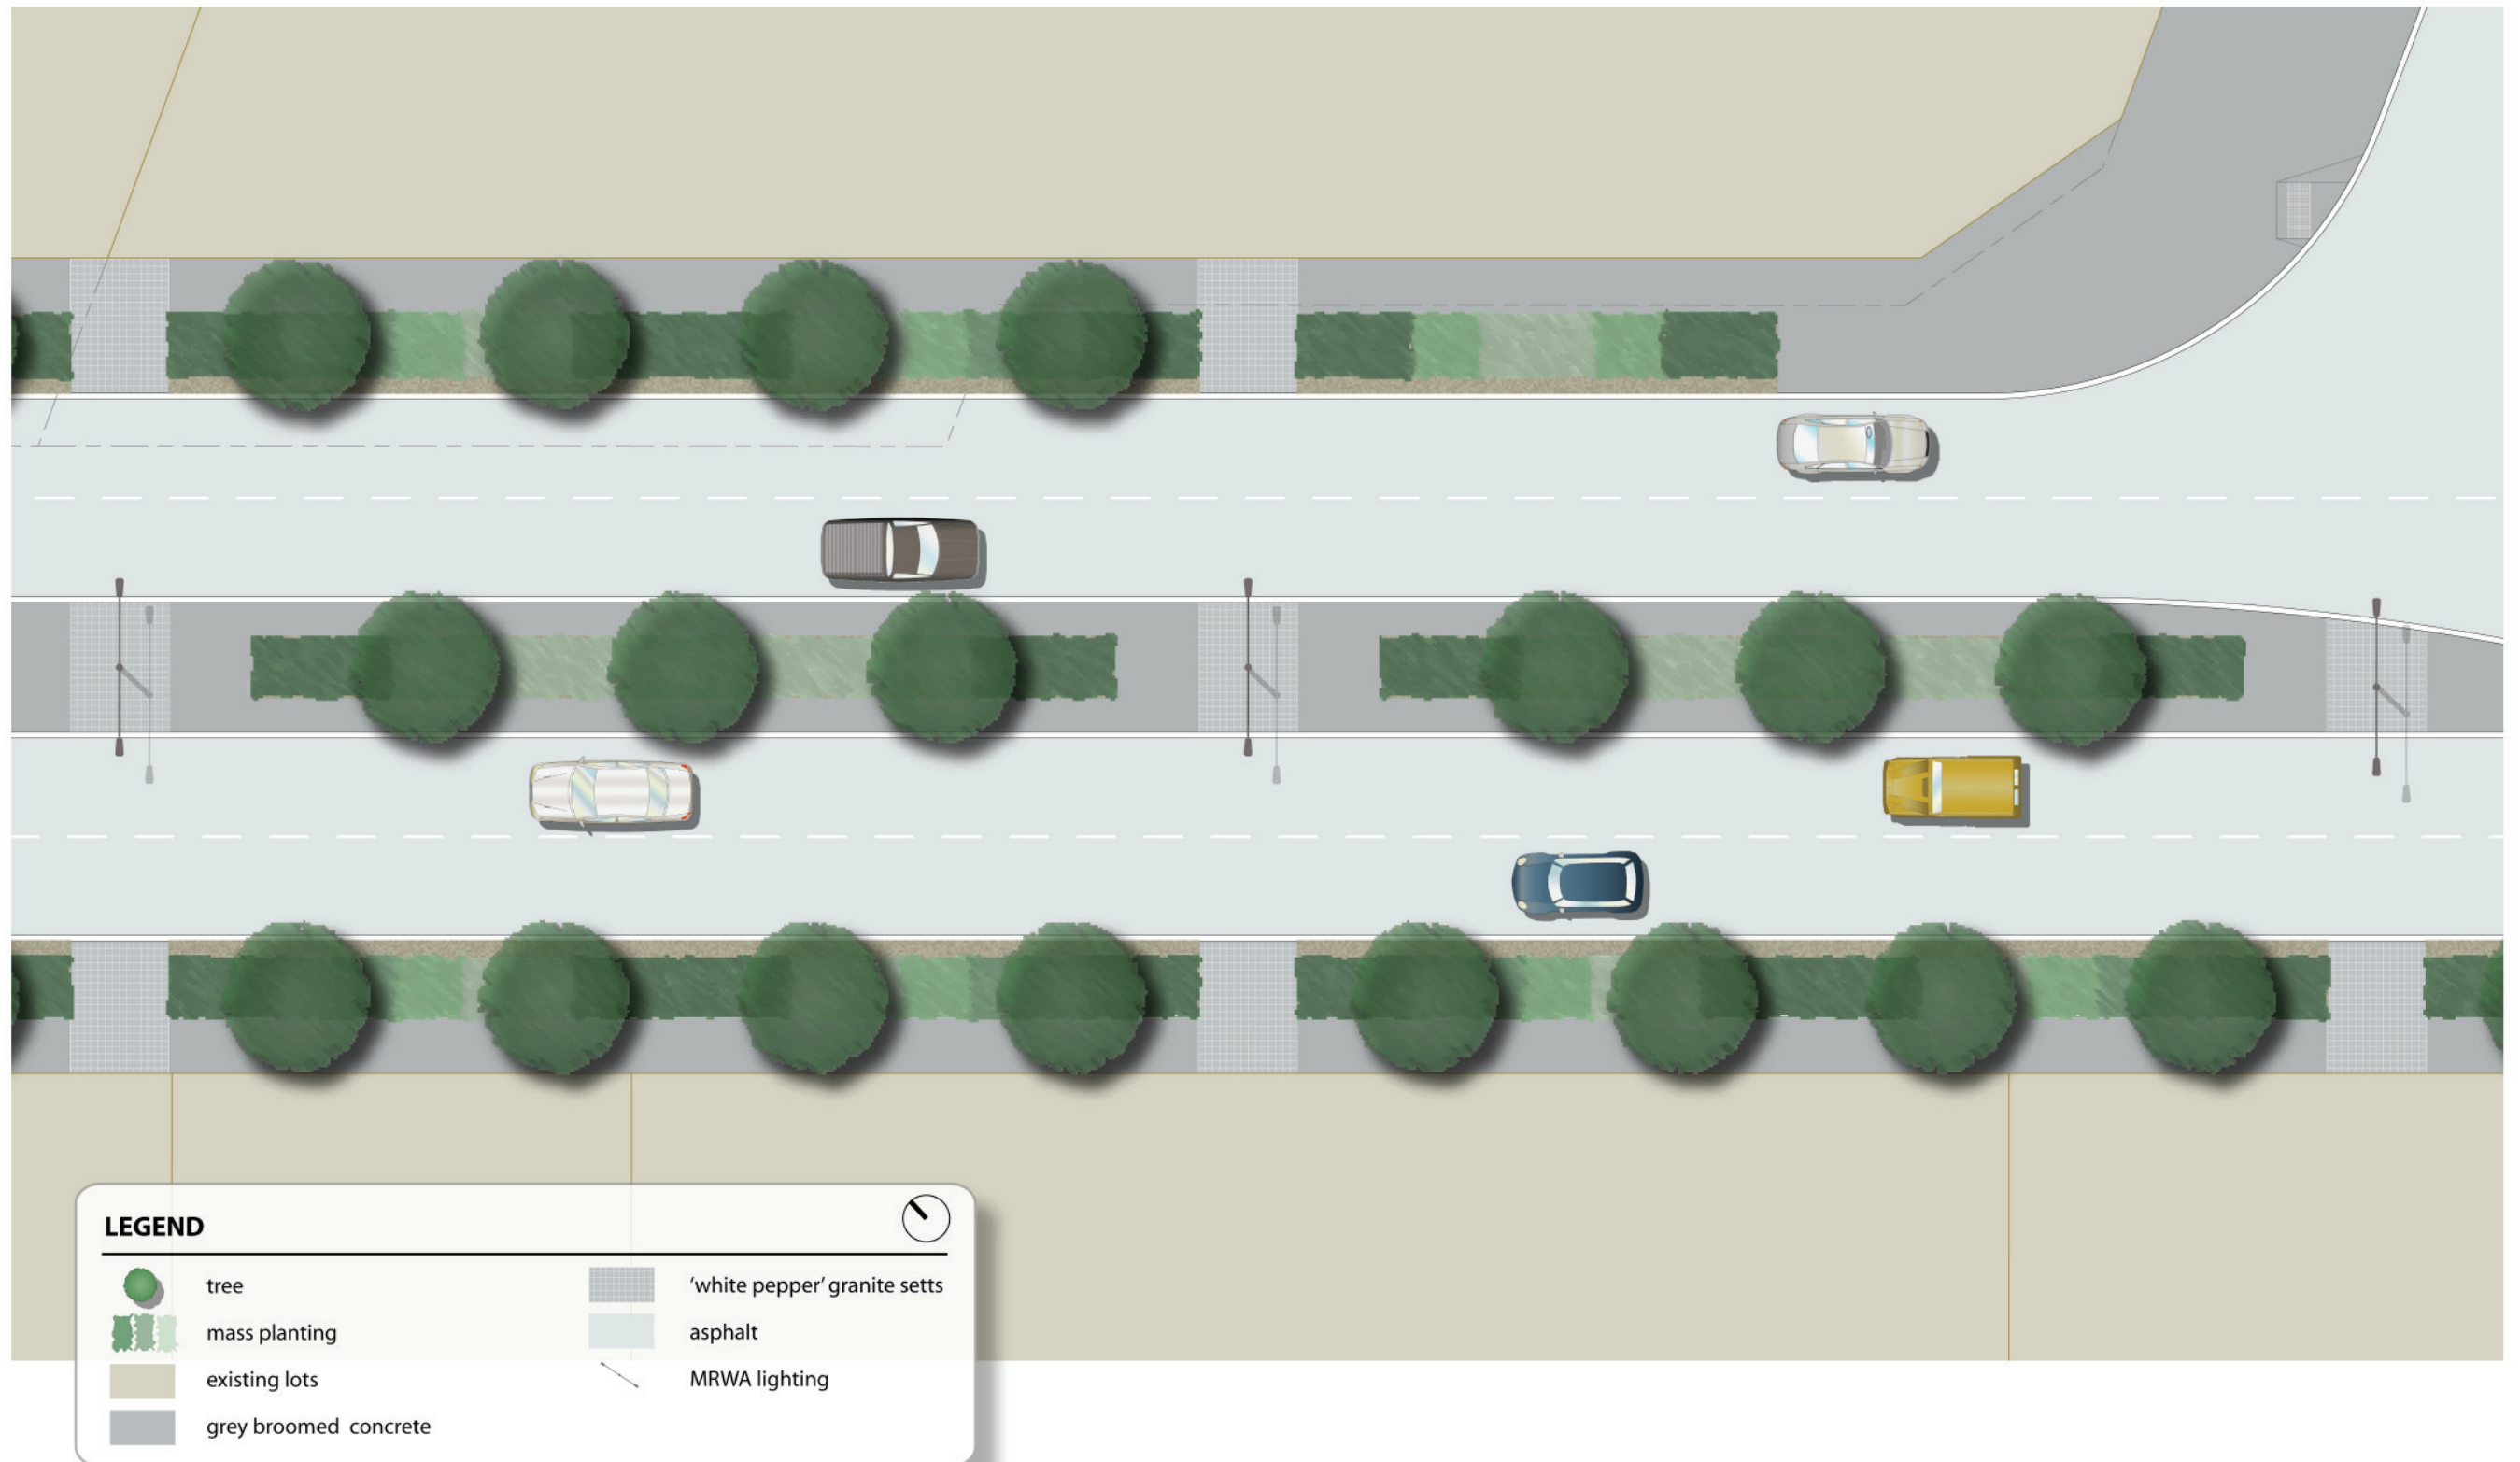 LEGEND
tree
mass planting
existing lots
grey broomed concrete
‘white pepper’ granite setts
asphalt
MRWA lighting